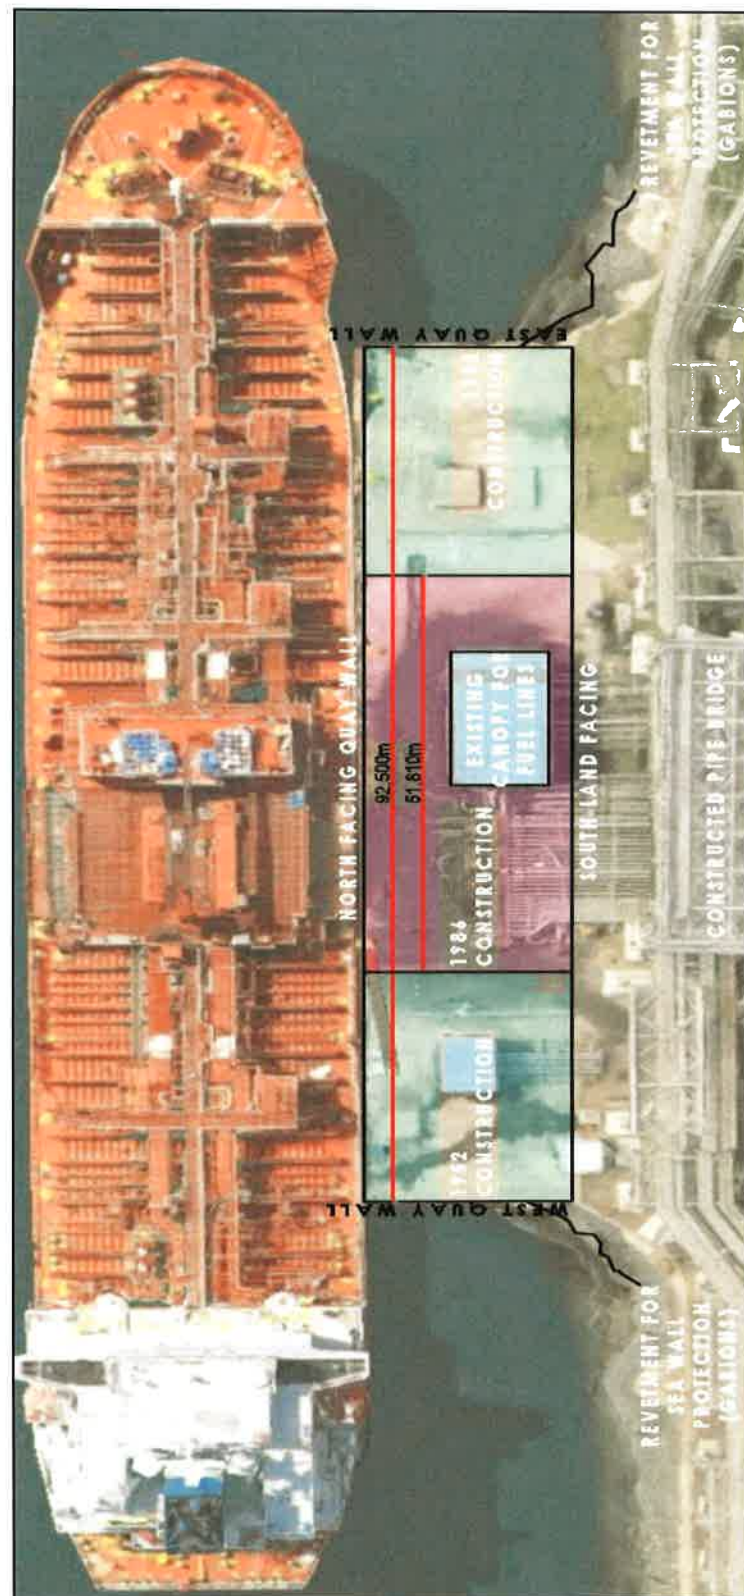 NORTH FACING QUAY WALL
92.500m
51.810m
WEST QUAY WALL
EAST QUAY WALL
CONSTRUCTION
1986
CONSTRUCTION
EXISTING
CANOPY FOR
FUEL LINES
CONSTRUCTION
SOUTH LAND FACING
CONSTRUCTED PIPE BRIDGE
REVETMENT FOR
SEA WALL
PROTECTION
(GABIONS)
REVETMENT FOR
SEA WALL
PROTECTION
(GABIONS)